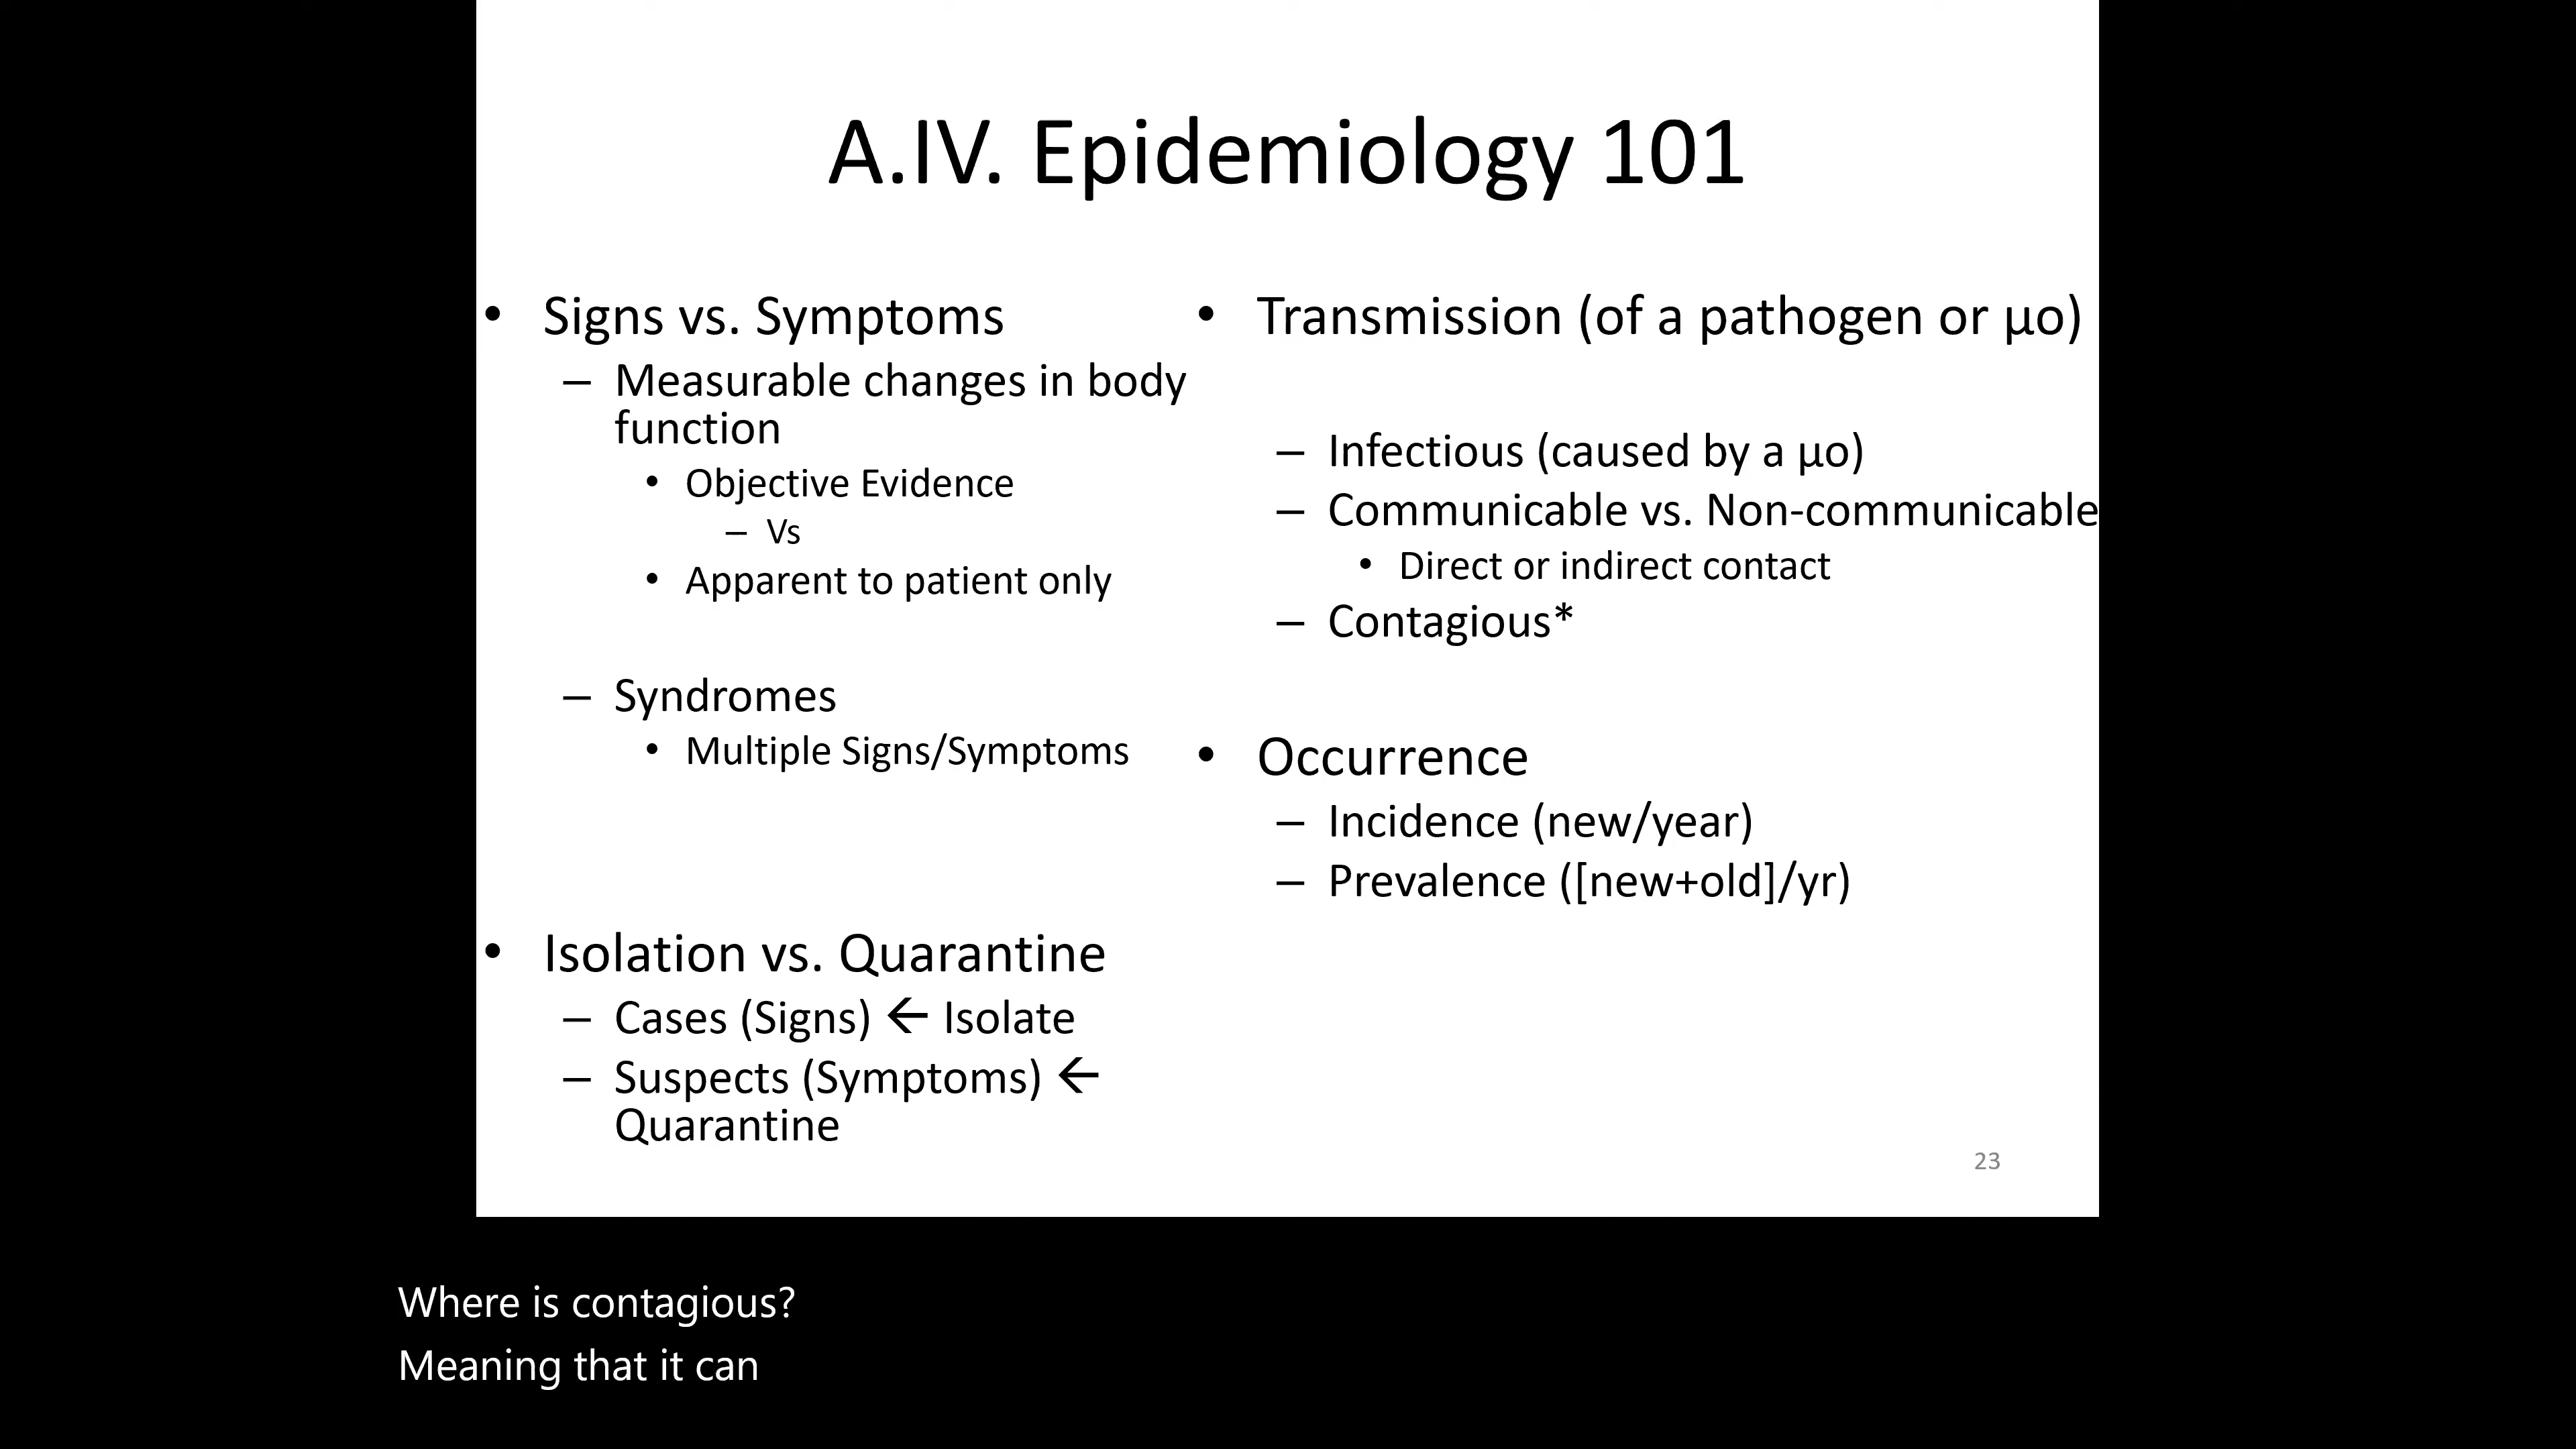 A.IV. Epidemiology 101
• Signs vs. Symptoms
– Measurable changes in body
function
• Objective Evidence
– Vs
• Apparent to patient only
– Syndromes
• Multiple Signs/Symptoms
• Isolation vs. Quarantine
– Cases (Signs) ← Isolate
– Suspects (Symptoms) ←
Quarantine
• Transmission (of a pathogen or μo)
– Infectious (caused by a μo)
– Communicable vs. Non-communicable
• Direct or indirect contact
– Contagious*
• Occurrence
– Incidence (new/year)
– Prevalence ([new+old]/yr)
23
Where is contagious?
Meaning that it can